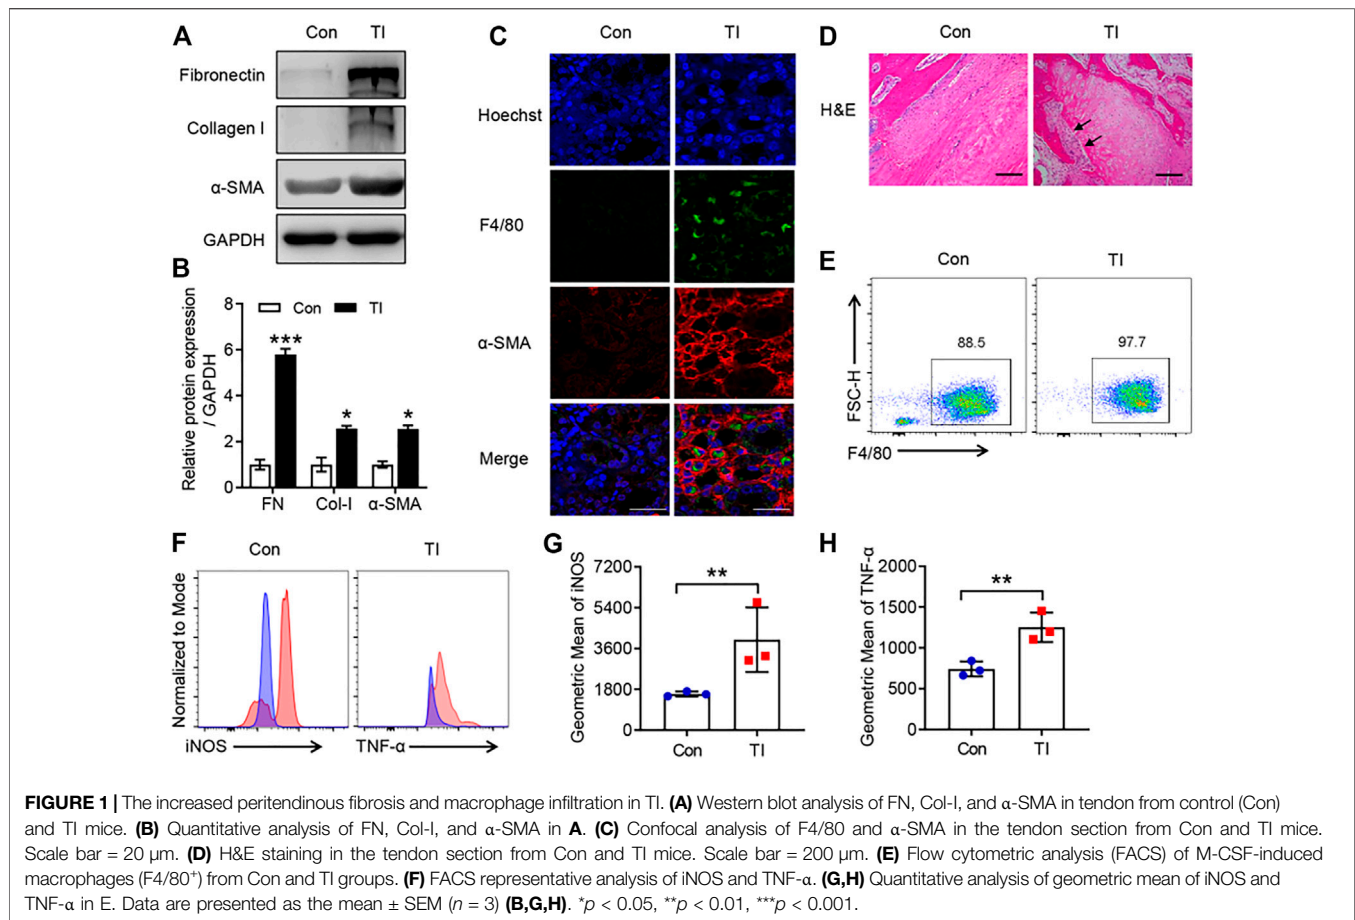 A
Con TI
Fibronectin
Collagen I
α-SMA
GAPDH
B
Relative protein expression
/ GAPDH
8
6
4
2
0
Con TI
***
*
*
FN Col-I α-SMA
C
Con TI
Hoechst
F4/80
α-SMA
Merge
D
Con TI
H&E
E
Con TI
88.5
97.7
FSC-H
F4/80
F
Con TI
Normalized to Mode
iNOS
TNF-α
G
Geometric Mean of iNOS
7200
5400
3600
1800
0
**
Con TI
H
Geometric Mean of TNF-α
2000
1500
1000
500
0
**
Con TI
FIGURE 1 | The increased peritendinous fibrosis and macrophage infiltration in TI. (A) Western blot analysis of FN, Col-I, and α-SMA in tendon from control (Con)
and TI mice. (B) Quantitative analysis of FN, Col-I, and α-SMA in A. (C) Confocal analysis of F4/80 and α-SMA in the tendon section from Con and TI mice.
Scale bar = 20 μm. (D) H&E staining in the tendon section from Con and TI mice. Scale bar = 200 μm. (E) Flow cytometric analysis (FACS) of M-CSF-induced
macrophages (F4/80⁺) from Con and TI groups. (F) FACS representative analysis of iNOS and TNF-α. (G,H) Quantitative analysis of geometric mean of iNOS and
TNF-α in E. Data are presented as the mean ± SEM (n = 3) (B,G,H). *p < 0.05, **p < 0.01, ***p < 0.001.